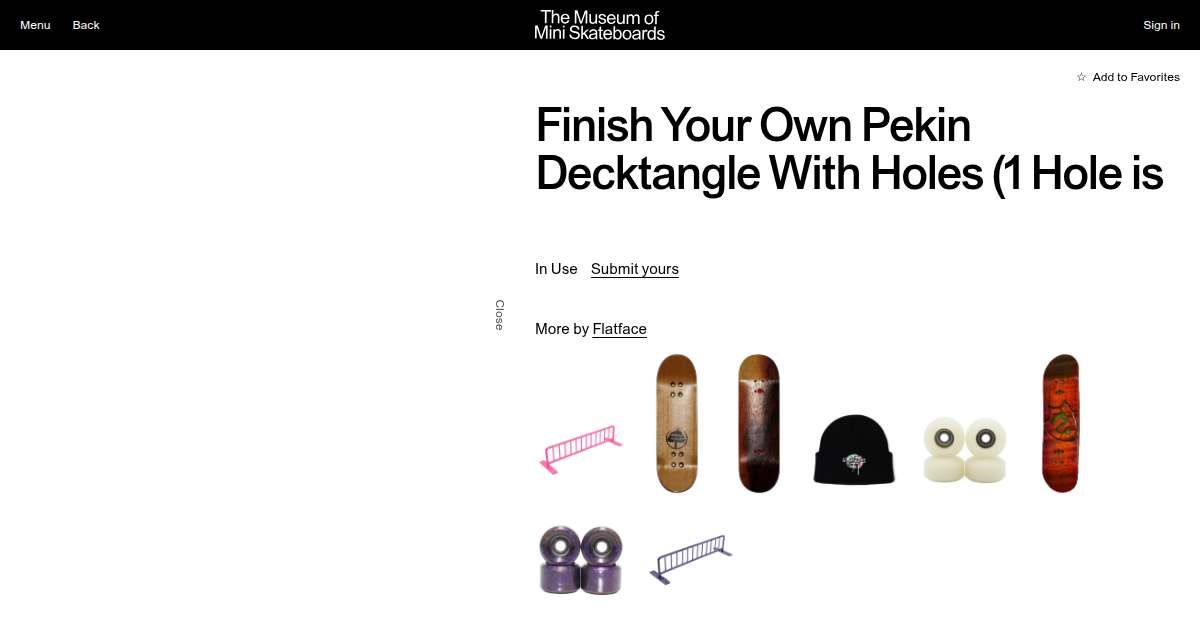 Menu
Back
The Museum of
Mini Skateboards
Sign in
☆ Add to Favorites
Finish Your Own Pekin
Decktangle With Holes (1 Hole is
In Use
Submit yours
Close
More by Flatface